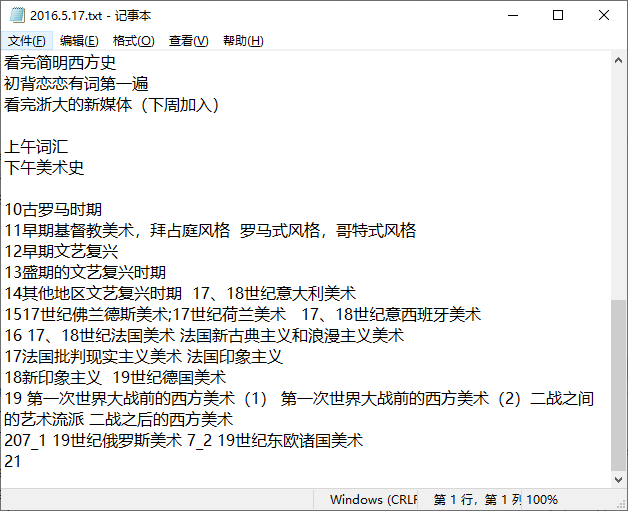 2016.5.17.txt - 记事本
文件(F) 编辑(E) 格式(O) 查看(V) 帮助(H)
看完简明西方史
初背恋恋有词第一遍
看完浙大的新媒体（下周加入）
上午词汇
下午美术史
10古罗马时期
11早期基督教美术，拜占庭风格  罗马式风格，哥特式风格
12早期文艺复兴
13盛期的文艺复兴时期
14其他地区文艺复兴时期  17、18世纪意大利美术
1517世纪佛兰德斯美术;17世纪荷兰美术   17、18世纪意西班牙美术
16 17、18世纪法国美术 法国新古典主义和浪漫主义美术
17法国批判现实主义美术 法国印象主义
18新印象主义  19世纪德国美术
19 第一次世界大战前的西方美术（1） 第一次世界大战前的西方美术（2）二战之间
的艺术流派 二战之后的西方美术
207_1 19世纪俄罗斯美术 7_2 19世纪东欧诸国美术
21
Windows (CRLF 第 1 行，第 1 列 100%